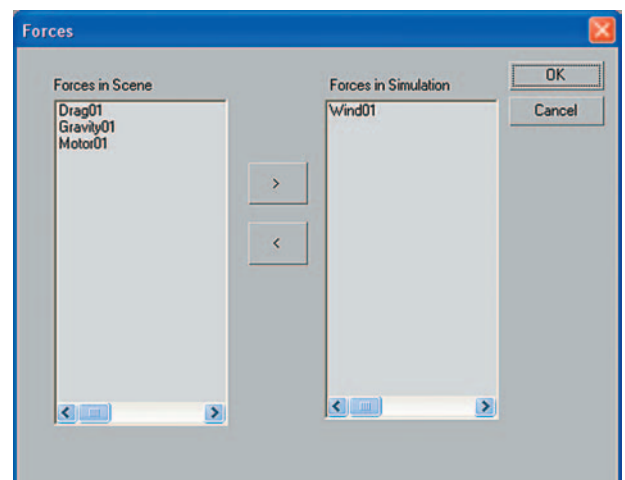 Forces
Forces in Scene
Drag01
Gravity01
Motor01
>
<
Forces in Simulation
Wind01
OK
Cancel